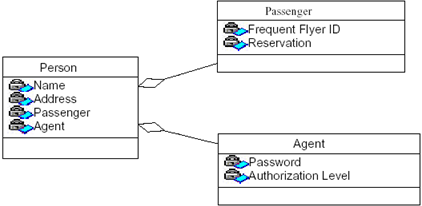 Passenger
Frequent Flyer ID
Reservation
Person
Name
Address
Passenger
Agent
Agent
Password
Authorization Level